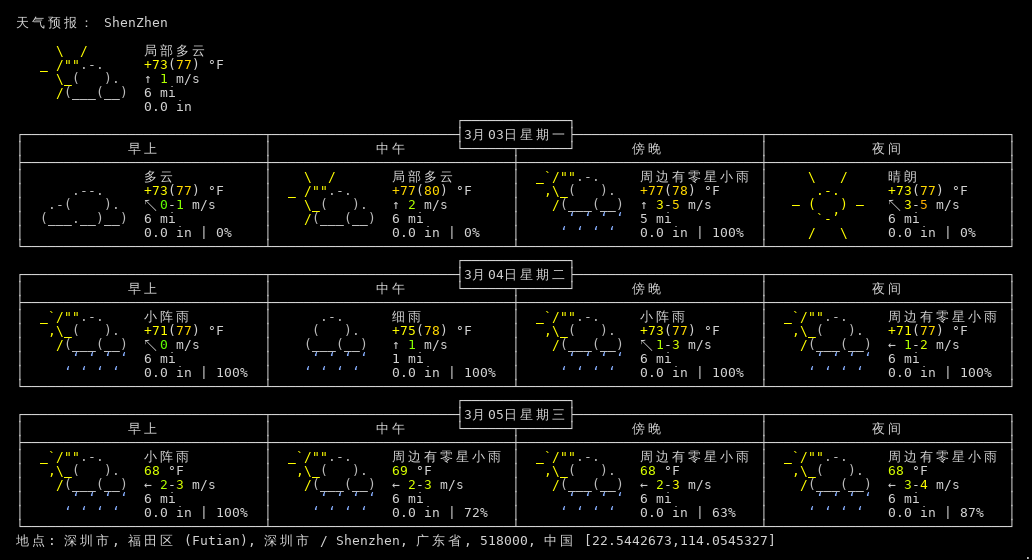 天气预报： ShenZhen
局部多云
+73(77) °F
↑ 1 m/s
6 mi
0.0 in
3月03日星期一
早上 中午 傍晚 夜间
多云 局部多云 周边有零星小雨 晴朗
+73(77) °F +77(80) °F +77(78) °F +73(77) °F
↖ 0-1 m/s ↑ 2 m/s ↑ 3-5 m/s ↖ 3-5 m/s
6 mi 6 mi 5 mi 6 mi
0.0 in | 0% 0.0 in | 0% 0.0 in | 100% 0.0 in | 0%
3月04日星期二
早上 中午 傍晚 夜间
小阵雨 细雨 小阵雨 周边有零星小雨
+71(77) °F +75(78) °F +73(77) °F +71(77) °F
↖ 0 m/s ↑ 1 m/s ↖ 1-3 m/s ← 1-2 m/s
6 mi 1 mi 6 mi 6 mi
0.0 in | 100% 0.0 in | 100% 0.0 in | 100% 0.0 in | 100%
3月05日星期三
早上 中午 傍晚 夜间
小阵雨 周边有零星小雨 周边有零星小雨 周边有零星小雨
68 °F 69 °F 68 °F 68 °F
← 2-3 m/s ← 2-3 m/s ← 2-3 m/s ← 3-4 m/s
6 mi 6 mi 6 mi 6 mi
0.0 in | 100% 0.0 in | 72% 0.0 in | 63% 0.0 in | 87%
地点: 深圳市, 福田区 (Futian), 深圳市 / Shenzhen, 广东省, 518000, 中国 [22.5442673,114.0545327]